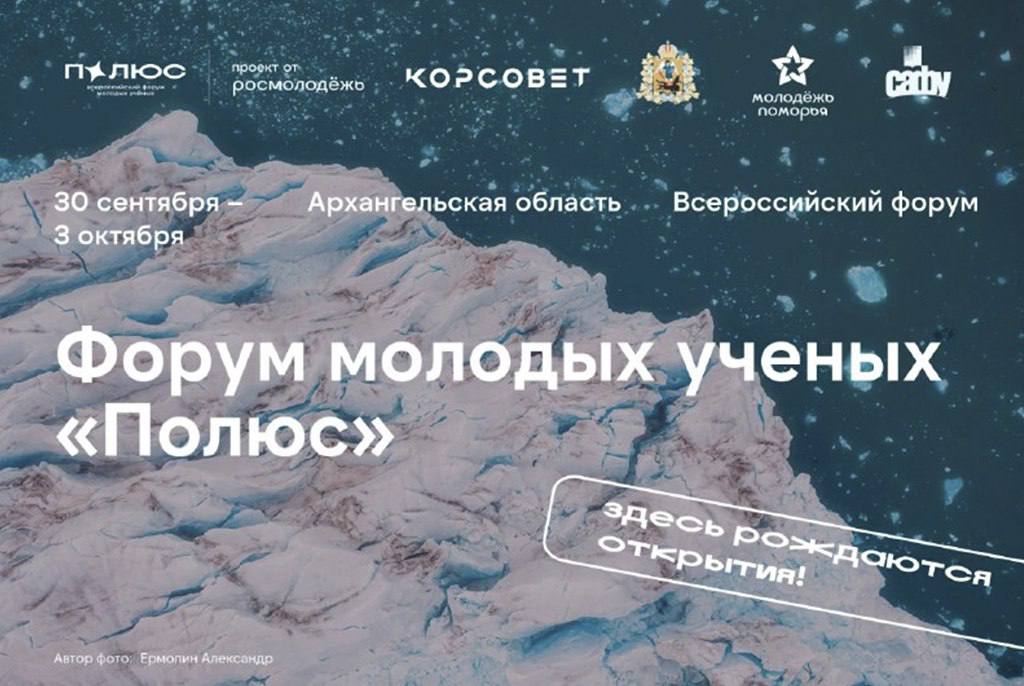 ПОЛЮС
всероссийский форум
молодых учёных
проект от
росмолодёжь
КОРСОВЕТ
молодёжь
поморья
сафу
30 сентября –
3 октября
Архангельская область
Всероссийский форум
Форум молодых ученых
«Полюс»
здесь рождаются
открытия!
Автор фото: Ермолин Александр